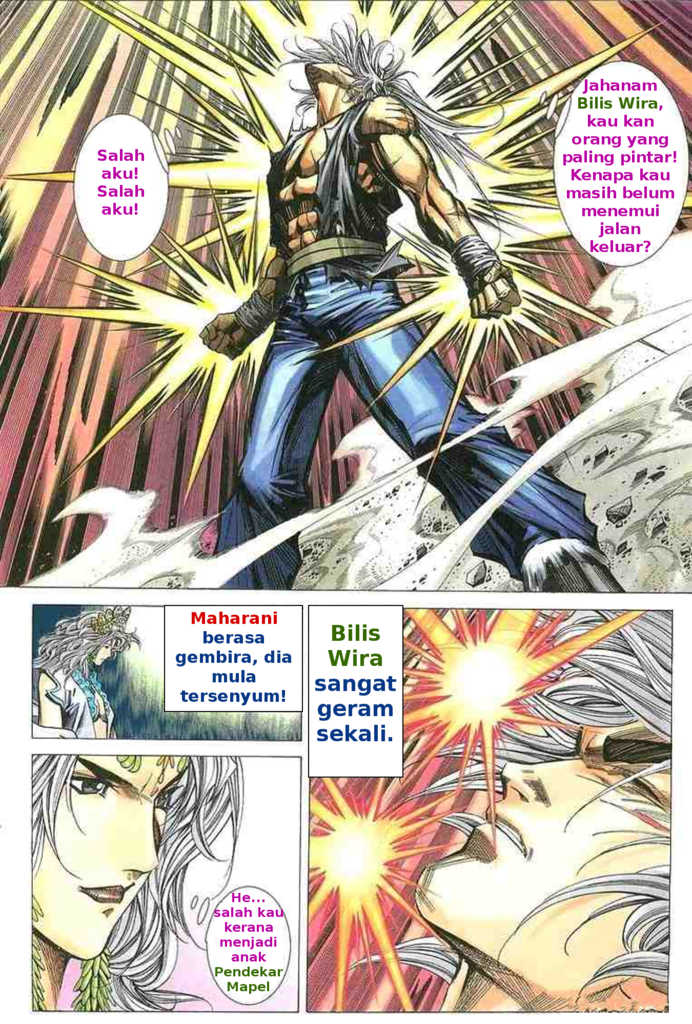 Salah
aku!
Salah
aku!
Jahanam
Bilis Wira,
kau kan
orang yang
paling pintar!
Kenapa kau
masih belum
menemui
jalan
keluar?
Maharani
berasa
gembira, dia
mula
tersenyum!
Bilis
Wira
sangat
geram
sekali.
He...
salah kau
kerana
menjadi
anak
Pendekar
Mapel